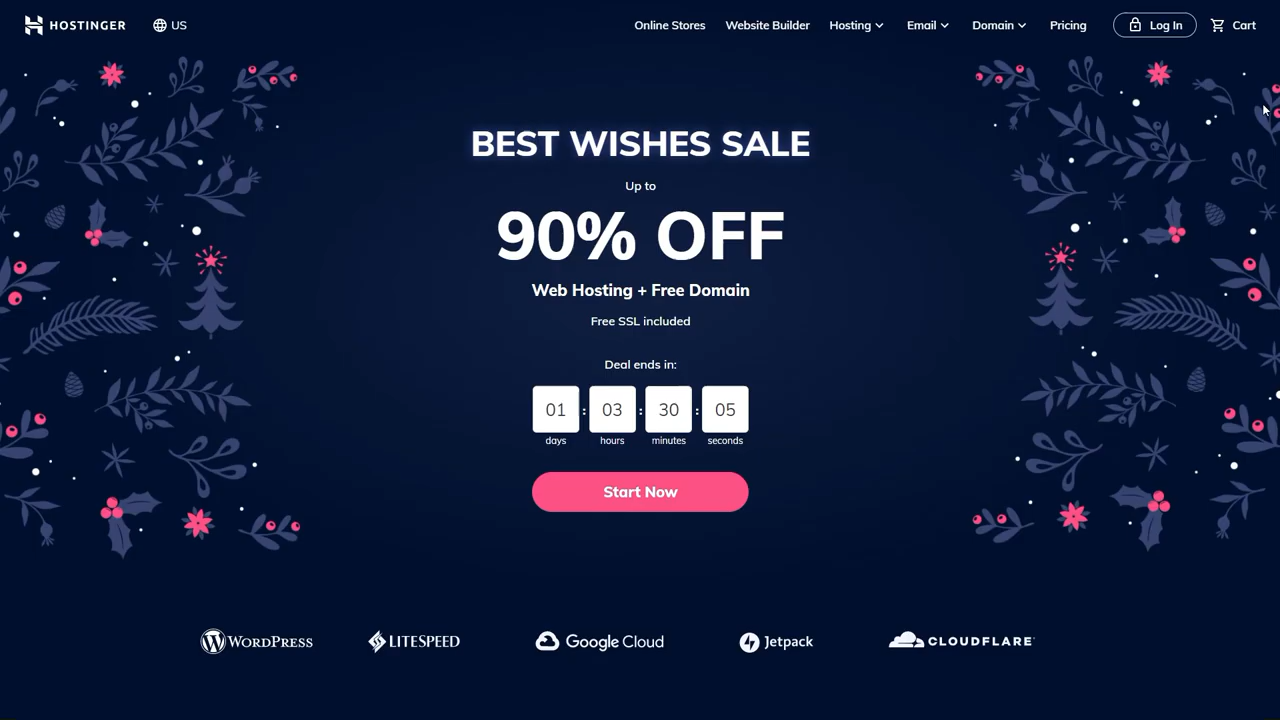 HOSTINGER
US
Online Stores
Website Builder
Hosting
Email
Domain
Pricing
Log In
Cart
BEST WISHES SALE
Up to
90% OFF
Web Hosting + Free Domain
Free SSL included
Deal ends in:
01 : 03 : 30 : 05
days hours minutes seconds
Start Now
WORDPRESS
LITESPEED
Google Cloud
Jetpack
CLOUDFLARE